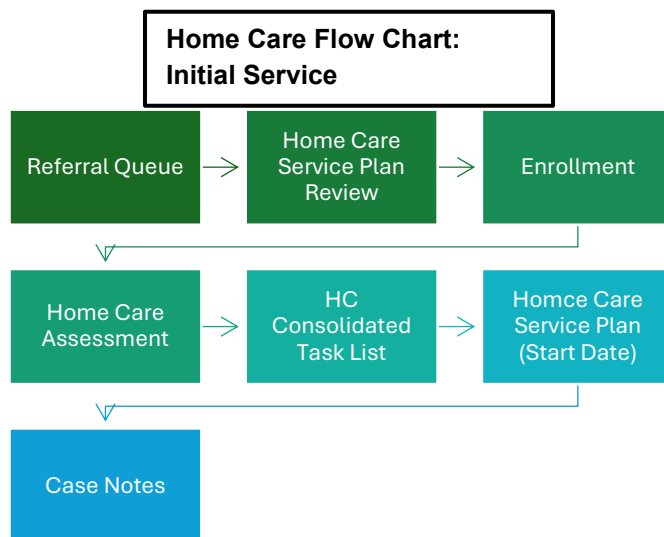 Home Care Flow Chart:
Initial Service
Referral Queue
Home Care
Service Plan
Review
Enrollment
Home Care
Assessment
HC
Consolidated
Task List
Homce Care
Service Plan
(Start Date)
Case Notes